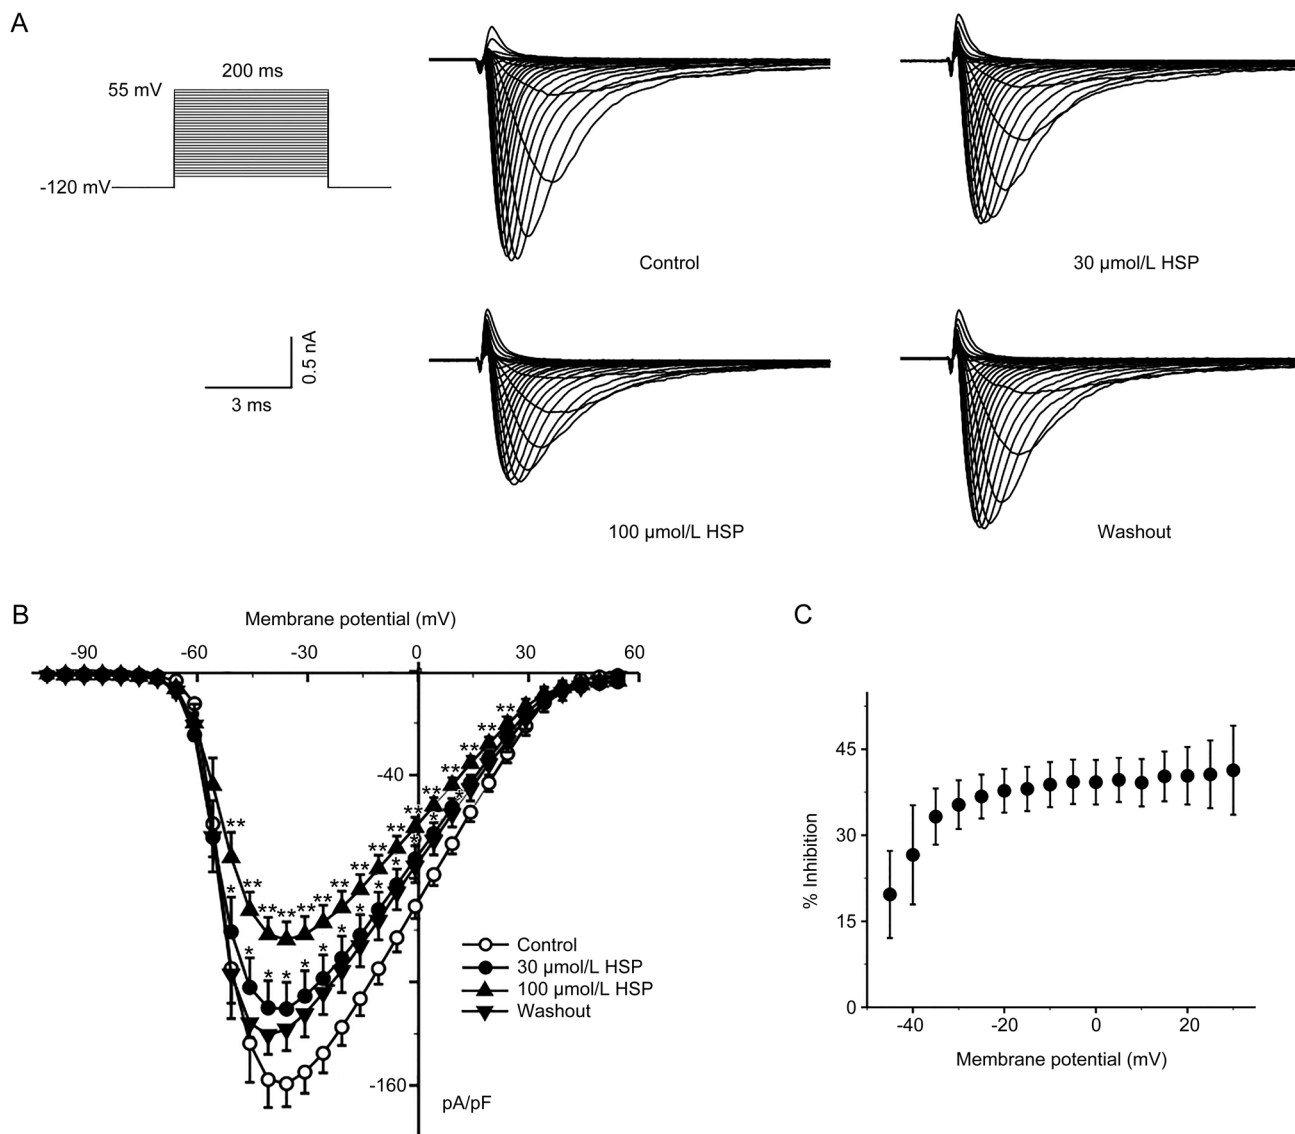 A
200 ms
55 mV
-120 mV
Control
30 µmol/L HSP
0.5 nA
3 ms
100 µmol/L HSP
Washout
B
Membrane potential (mV)
-90 -60 -30 0 30 60
-40
-160
pA/pF
** ** ** ** ** ** ** ** ** ** ** ** ** ** ** **
* * * * * * * * * * * *
Control
30 µmol/L HSP
100 µmol/L HSP
Washout
C
% Inhibition
45
30
15
0
-40 -20 0 20
Membrane potential (mV)